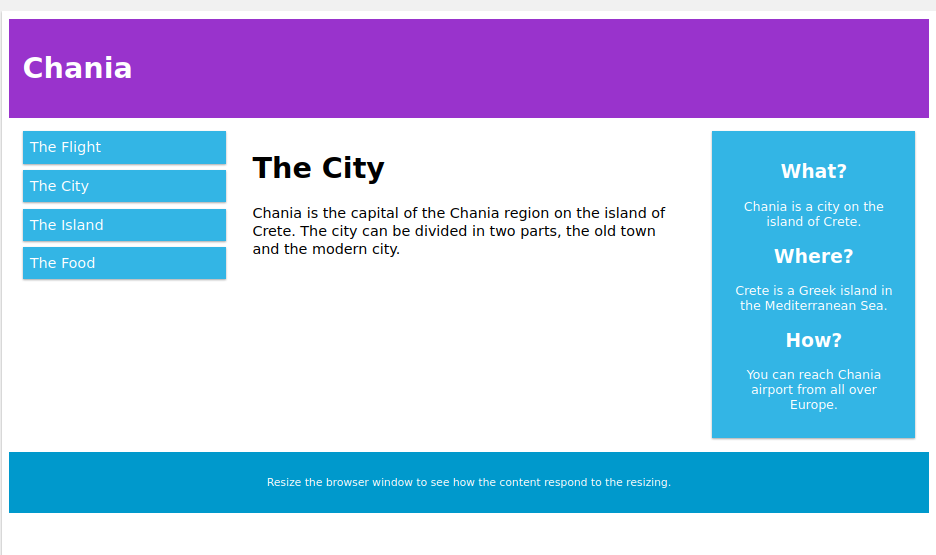 Chania
The Flight
The City
The Island
The Food
The City
Chania is the capital of the Chania region on the island of
Crete. The city can be divided in two parts, the old town
and the modern city.
What?
Chania is a city on the
island of Crete.
Where?
Crete is a Greek island in
the Mediterranean Sea.
How?
You can reach Chania
airport from all over
Europe.
Resize the browser window to see how the content respond to the resizing.